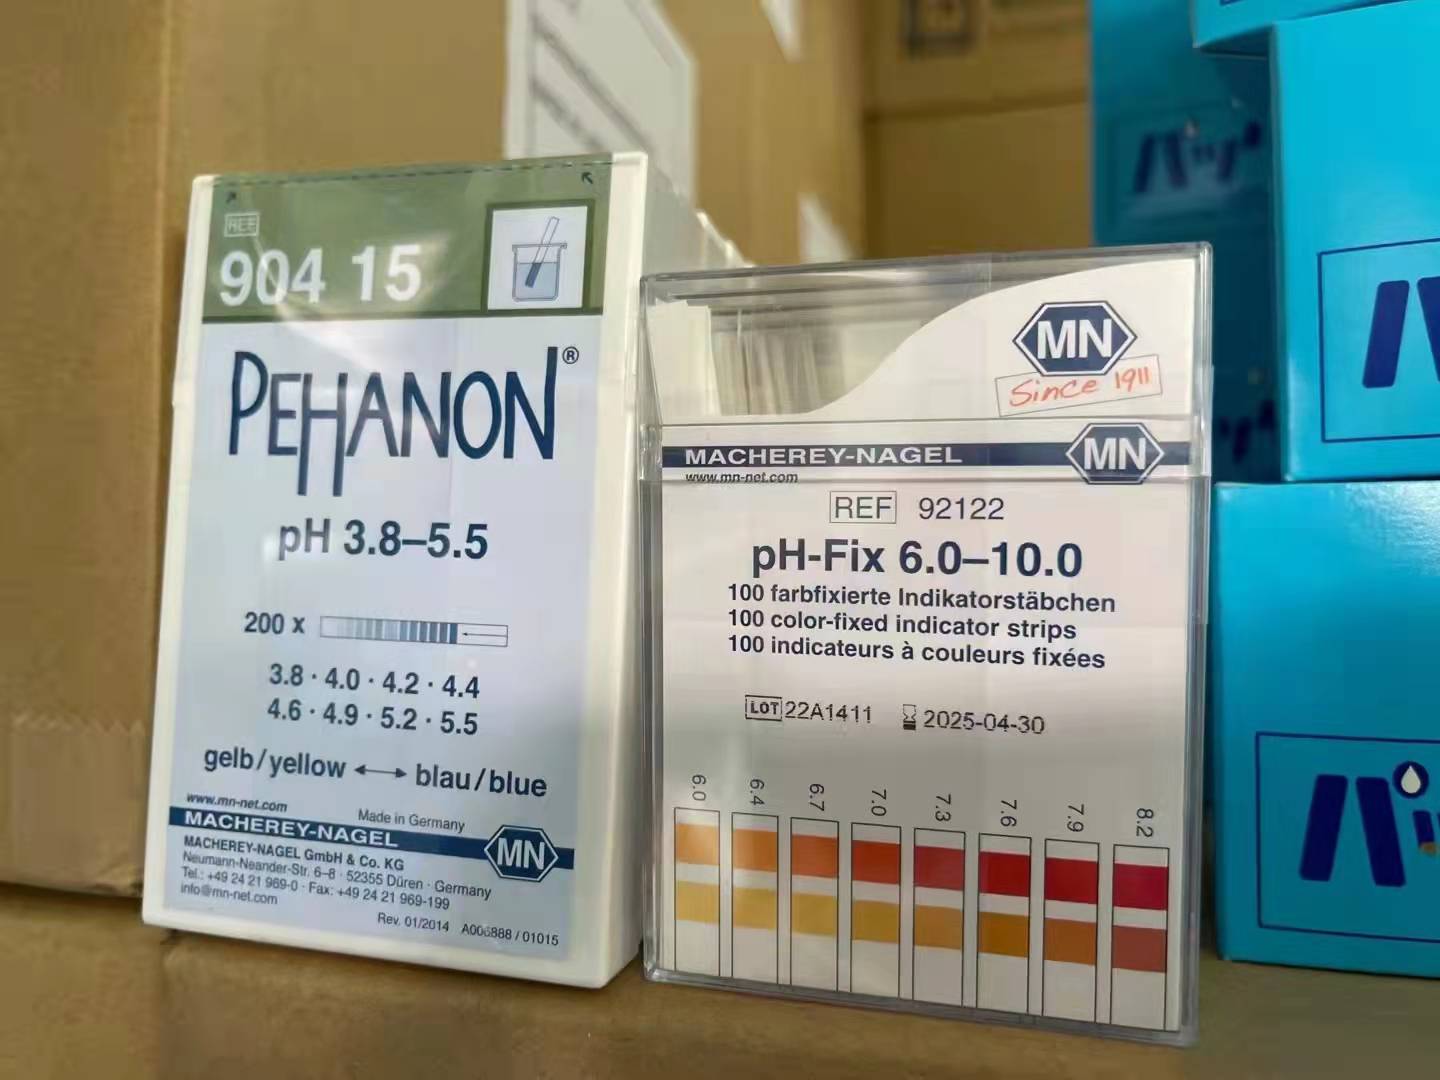 REF
904 15
PEHANON®
pH 3.8–5.5
200 x
3.8 · 4.0 · 4.2 · 4.4
4.6 · 4.9 · 5.2 · 5.5
gelb/yellow ⟷ blau/blue
www.mn-net.com
Made in Germany
MACHEREY-NAGEL
MN
MACHEREY-NAGEL GmbH & Co. KG
Neumann-Neander-Str. 6–8 · 52355 Düren · Germany
Tel.: +49 24 21 969-0 · Fax: +49 24 21 969-199
info@mn-net.com
Rev. 01/2014 A006888 / 01015
MN
Since 1911
MACHEREY-NAGEL
MN
www.mn-net.com
REF 92122
pH-Fix 6.0–10.0
100 farbfixierte Indikatorstäbchen
100 color-fixed indicator strips
100 indicateurs à couleurs fixées
LOT 22A1411 2025-04-30
6.0 6.4 6.7 7.0 7.3 7.6 7.9 8.2